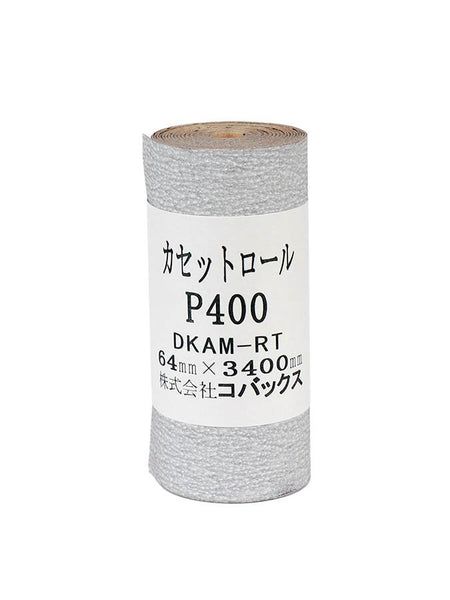 カセットロール
P400
DKAM-RT
64mm×3400mm
株式会社コバックス